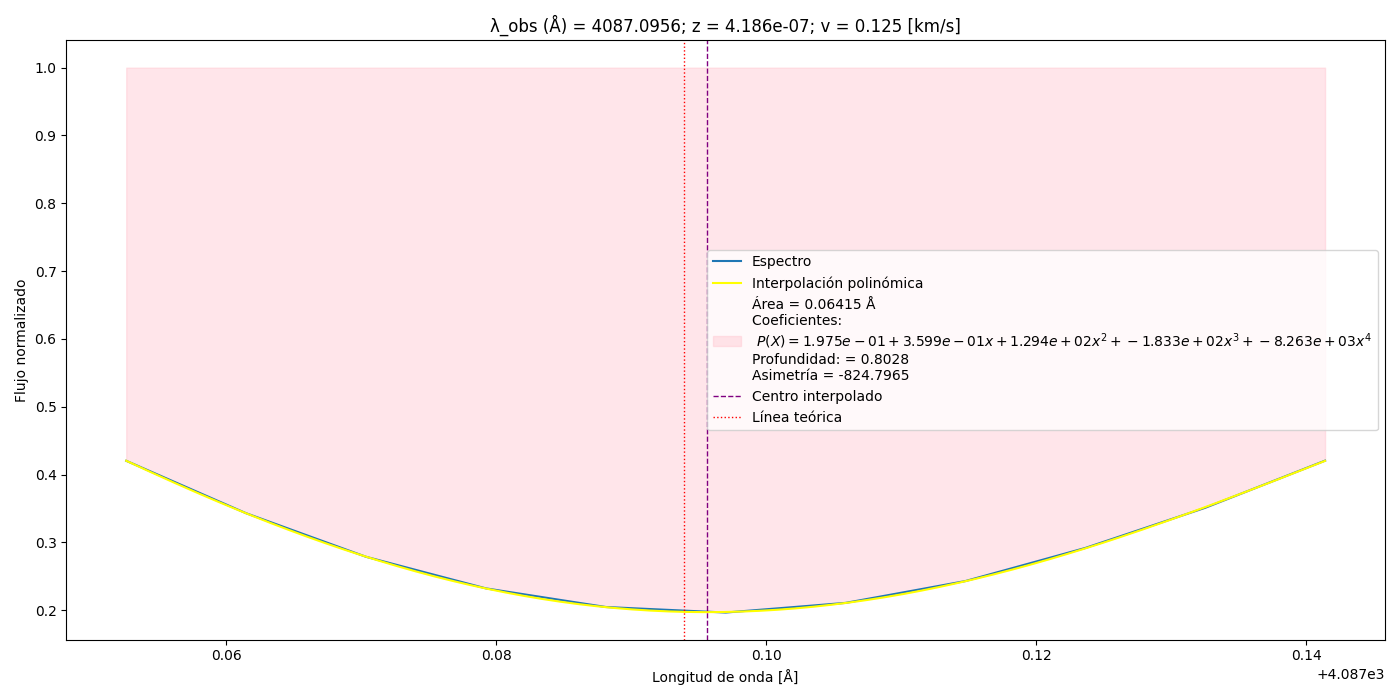 λ_obs (Å) = 4087.0956; z = 4.186e-07; v = 0.125 [km/s]
Flujo normalizado
1.0
0.9
0.8
0.7
0.6
0.5
0.4
0.3
0.2
Espectro
Interpolación polinómica
Área = 0.06415 Å
Coeficientes:
P(X) = 1.975e − 01 + 3.599e − 01x + 1.294e + 02x² + −1.833e + 02x³ + −8.263e + 03x⁴
Profundidad: = 0.8028
Asimetría = -824.7965
Centro interpolado
Línea teórica
0.06 0.08 0.10 0.12 0.14
+4.087e3
Longitud de onda [Å]